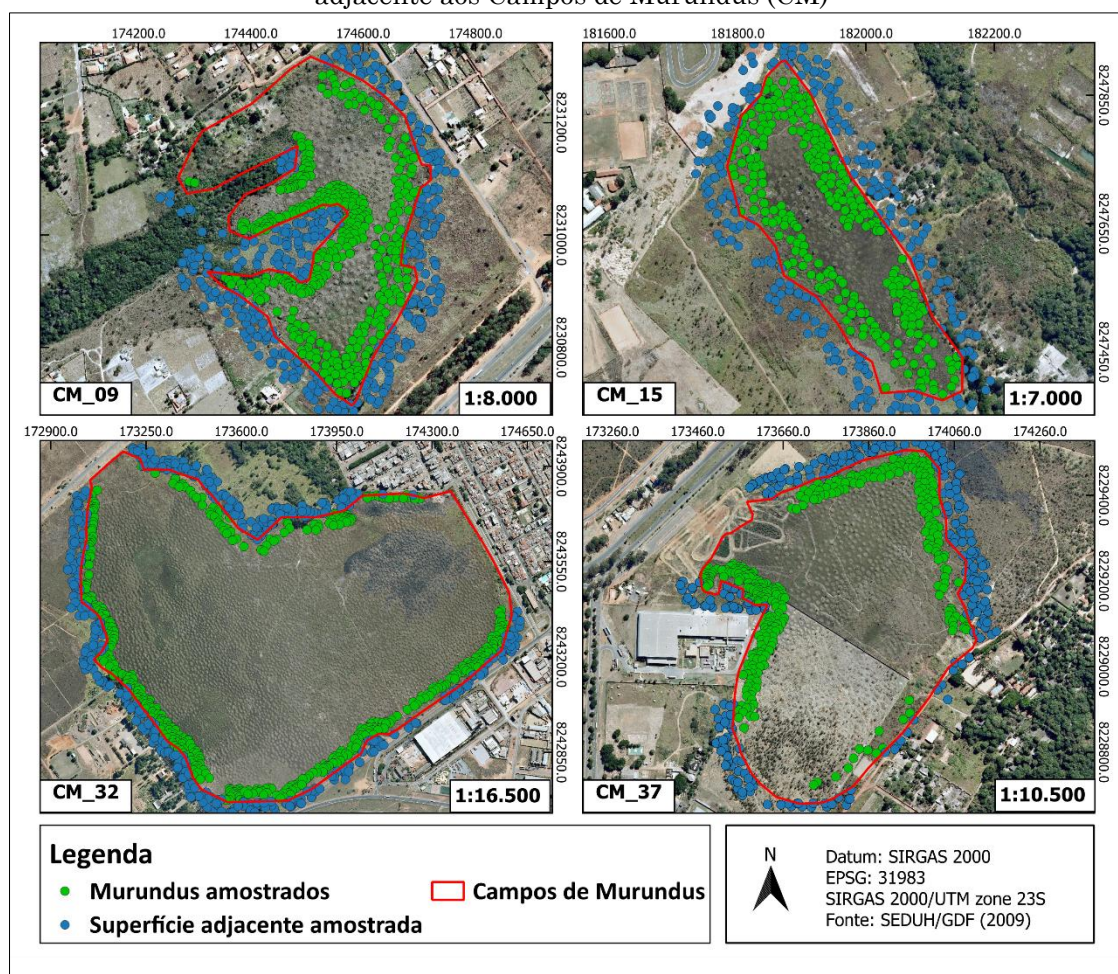 adjacente aos Campos de Murundus (CM)
174200.0 174400.0 174600.0 174800.0
8231200.0
8231000.0
8230800.0
CM_09
1:8.000
181600.0 181800.0 182000.0 182200.0
8247850.0
8247650.0
8247450.0
CM_15
1:7.000
172900.0 173250.0 173600.0 173950.0 174300.0 174650.0
8243900.0
8243550.0
8243200.0
8242850.0
CM_32
1:16.500
173260.0 173460.0 173660.0 173860.0 174060.0 174260.0
8229400.0
8229200.0
8229000.0
8228800.0
CM_37
1:10.500
Legenda
Murundus amostrados
Campos de Murundus
Superfície adjacente amostrada
N
Datum: SIRGAS 2000
EPSG: 31983
SIRGAS 2000/UTM zone 23S
Fonte: SEDUH/GDF (2009)